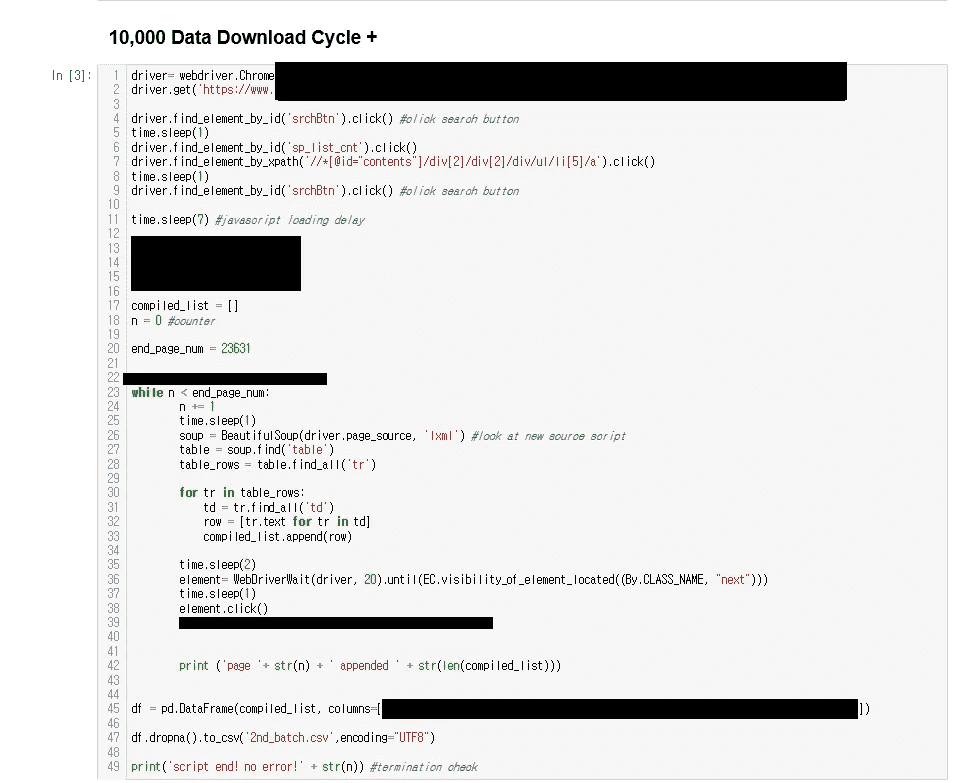 10,000 Data Download Cycle +
In [3]:
1 driver= webdriver.Chrome
2 driver.get('https://www.
3
4 driver.find_element_by_id('srchBtn').click() #click search button
5 time.sleep(1)
6 driver.find_element_by_id('sp_list_cnt').click()
7 driver.find_element_by_xpath('//*[@id="contents"]/div[2]/div[2]/div/ul/li[5]/a').click()
8 time.sleep(1)
9 driver.find_element_by_id('srchBtn').click() #click search button
10
11 time.sleep(7) #javascript loading delay
12
13
14
15
16
17 compiled_list = []
18 n = 0 #counter
19
20 end_page_num = 23631
21
22
23 while n < end_page_num:
24 n += 1
25 time.sleep(1)
26 soup = BeautifulSoup(driver.page_source, 'lxml') #look at new source script
27 table = soup.find('table')
28 table_rows = table.find_all('tr')
29
30 for tr in table_rows:
31 td = tr.find_all('td')
32 row = [tr.text for tr in td]
33 compiled_list.append(row)
34
35 time.sleep(2)
36 element= WebDriverWait(driver, 20).until(EC.visibility_of_element_located((By.CLASS_NAME, "next")))
37 time.sleep(1)
38 element.click()
39
40
41
42 print ('page '+ str(n) + ' appended ' + str(len(compiled_list)))
43
44
45 df = pd.DataFrame(compiled_list, columns=[ ])
46
47 df.dropna().to_csv('2nd_batch.csv',encoding="UTF8")
48
49 print('script end! no error!' + str(n)) #termination check